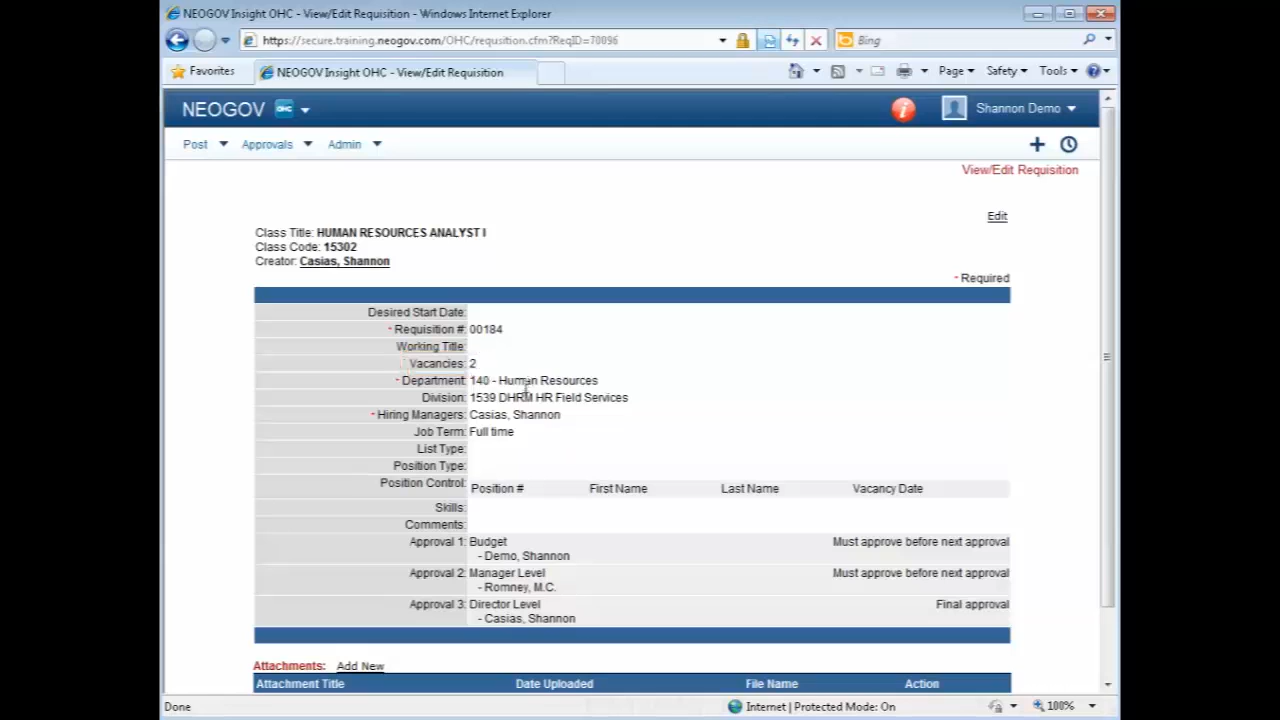 NEOGOV Insight OHC - View/Edit Requisition - Windows Internet Explorer
https://secure.training.neogov.com/OHC/requsition.cfm?ReqID=70096
Bing
Favorites
NEOGOV Insight OHC - View/Edit Requisition
Page
Safety
Tools
NEOGOV
OHC
Shannon Demo
Post
Approvals
Admin
View/Edit Requisition
Edit
Class Title: HUMAN RESOURCES ANALYST I
Class Code: 15302
Creator: Casias, Shannon
* Required
Desired Start Date:
* Requisition #: 00184
Working Title:
Vacancies: 2
* Department: 140 - Human Resources
Division: 1539 DHRM HR Field Services
* Hiring Managers: Casias, Shannon
Job Term: Full time
List Type:
Position Type:
Position Control: Position # First Name Last Name Vacancy Date
Skills:
Comments:
Approval 1: Budget Must approve before next approval
- Demo, Shannon
Approval 2: Manager Level Must approve before next approval
- Romney, M.C.
Approval 3: Director Level Final approval
- Casias, Shannon
Attachments: Add New
Attachment Title Date Uploaded File Name Action
Done
Internet | Protected Mode: On
100%